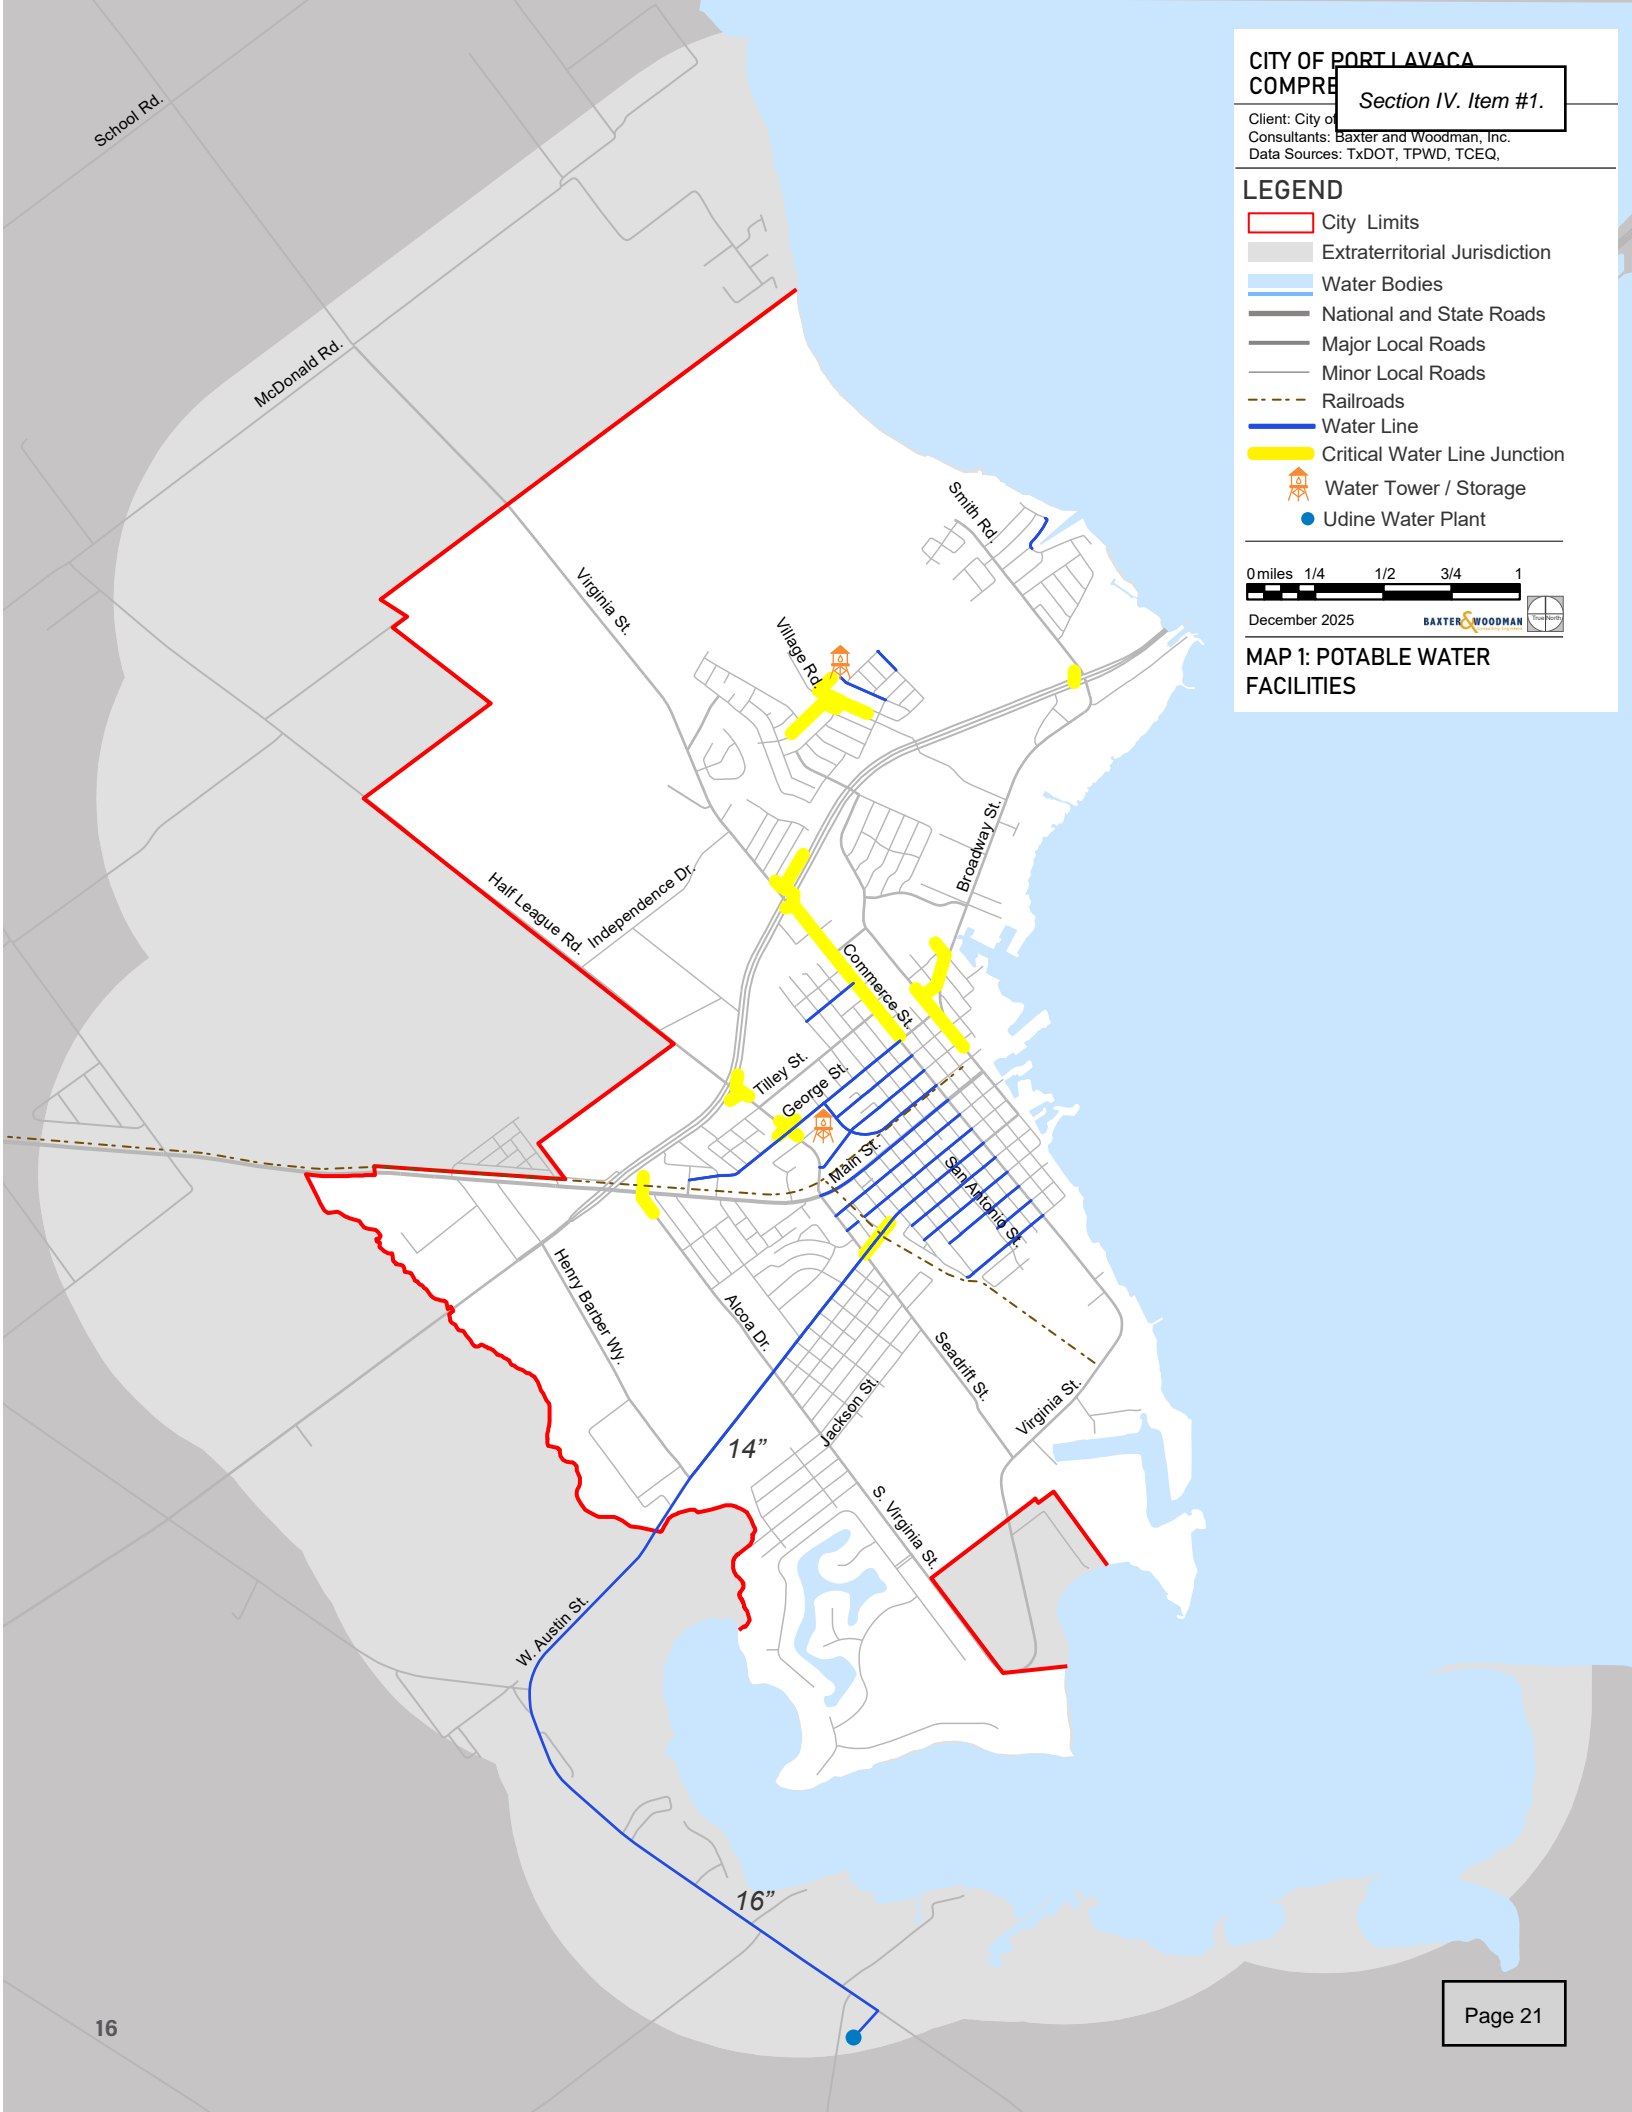 CITY OF PORT LAVACA
COMPRE
Section IV. Item #1.
Client: City of
Consultants: Baxter and Woodman, Inc.
Data Sources: TxDOT, TPWD, TCEQ,
LEGEND
City Limits
Extraterritorial Jurisdiction
Water Bodies
National and State Roads
Major Local Roads
Minor Local Roads
Railroads
Water Line
Critical Water Line Junction
Water Tower / Storage
Udine Water Plant
0 miles 1/4 1/2 3/4 1
December 2025
BAXTER & WOODMAN
True North
MAP 1: POTABLE WATER
FACILITIES
School Rd.
McDonald Rd.
Smith Rd.
Virginia St.
Village Rd.
Broadway St.
Half League Rd.
Independence Dr.
Commerce St.
Tilley St.
George St.
Main St.
San Antonio St.
Henry Barber Wy.
Alcoa Dr.
Seadrift St.
Jackson St.
Virginia St.
14”
S. Virginia St.
W. Austin St.
16”
16
Page 21